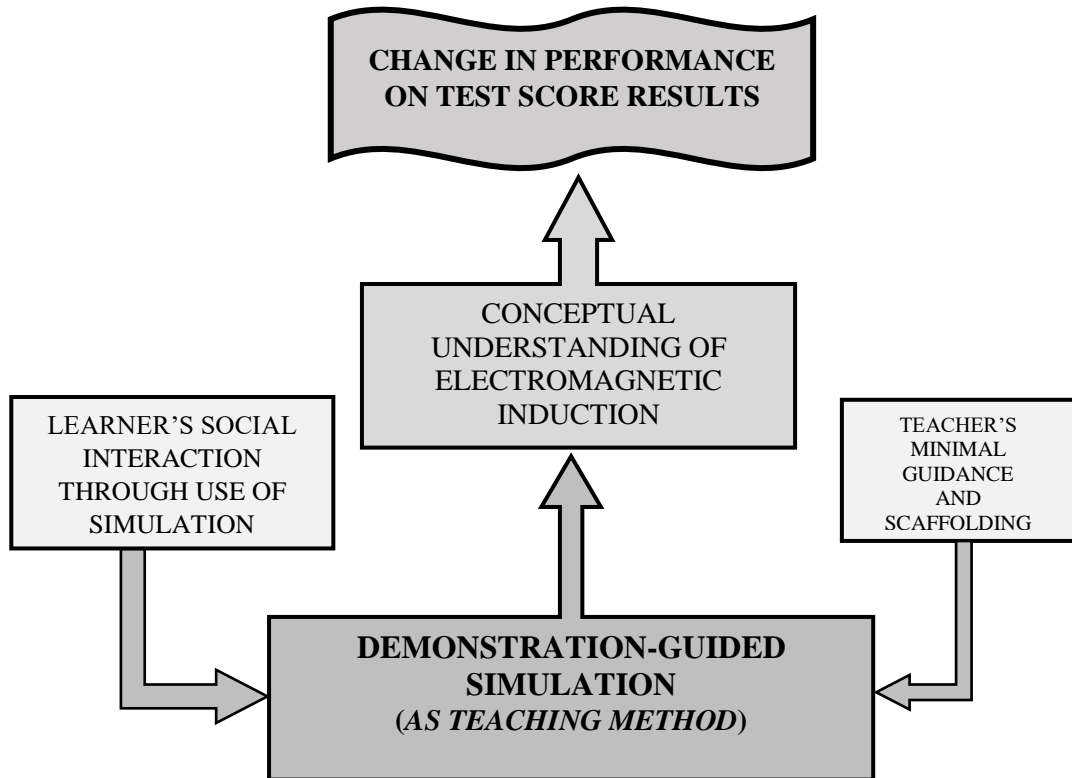 CHANGE IN PERFORMANCE
ON TEST SCORE RESULTS
CONCEPTUAL
UNDERSTANDING OF
ELECTROMAGNETIC
INDUCTION
LEARNER’S SOCIAL
INTERACTION
THROUGH USE OF
SIMULATION
TEACHER’S
MINIMAL
GUIDANCE
AND
SCAFFOLDING
DEMONSTRATION-GUIDED
SIMULATION
(AS TEACHING METHOD)